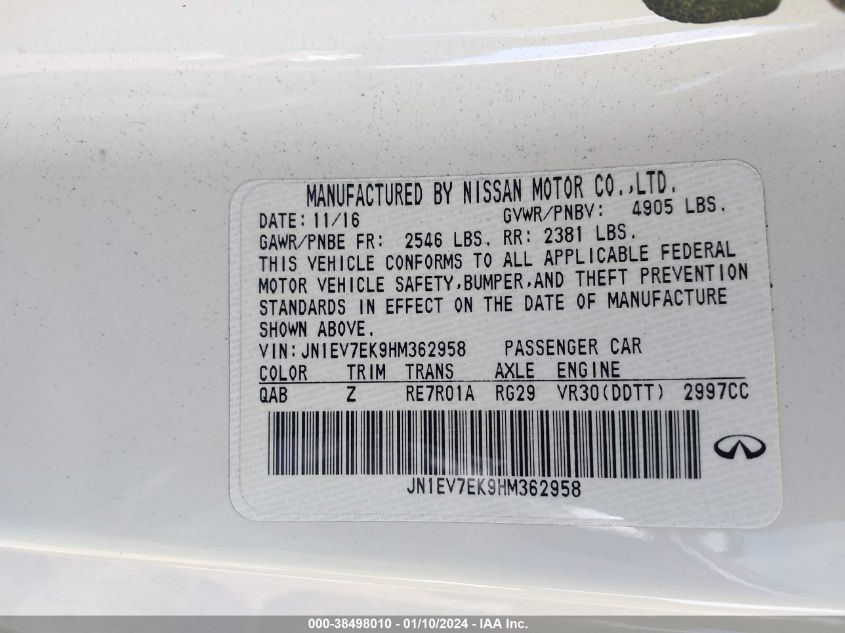 MANUFACTURED BY NISSAN MOTOR CO.,LTD.
DATE: 11/16 GVWR/PNBV: 4905 LBS.
GAWR/PNBE FR: 2546 LBS. RR: 2381 LBS.
THIS VEHICLE CONFORMS TO ALL APPLICABLE FEDERAL
MOTOR VEHICLE SAFETY,BUMPER,AND THEFT PREVENTION
STANDARDS IN EFFECT ON THE DATE OF MANUFACTURE
SHOWN ABOVE.
VIN: JN1EV7EK9HM362958 PASSENGER CAR
COLOR TRIM TRANS AXLE ENGINE
QAB Z RE7R01A RG29 VR30(DDTT) 2997CC
JN1EV7EK9HM362958
000-38498010 - 01/10/2024 - IAA Inc.